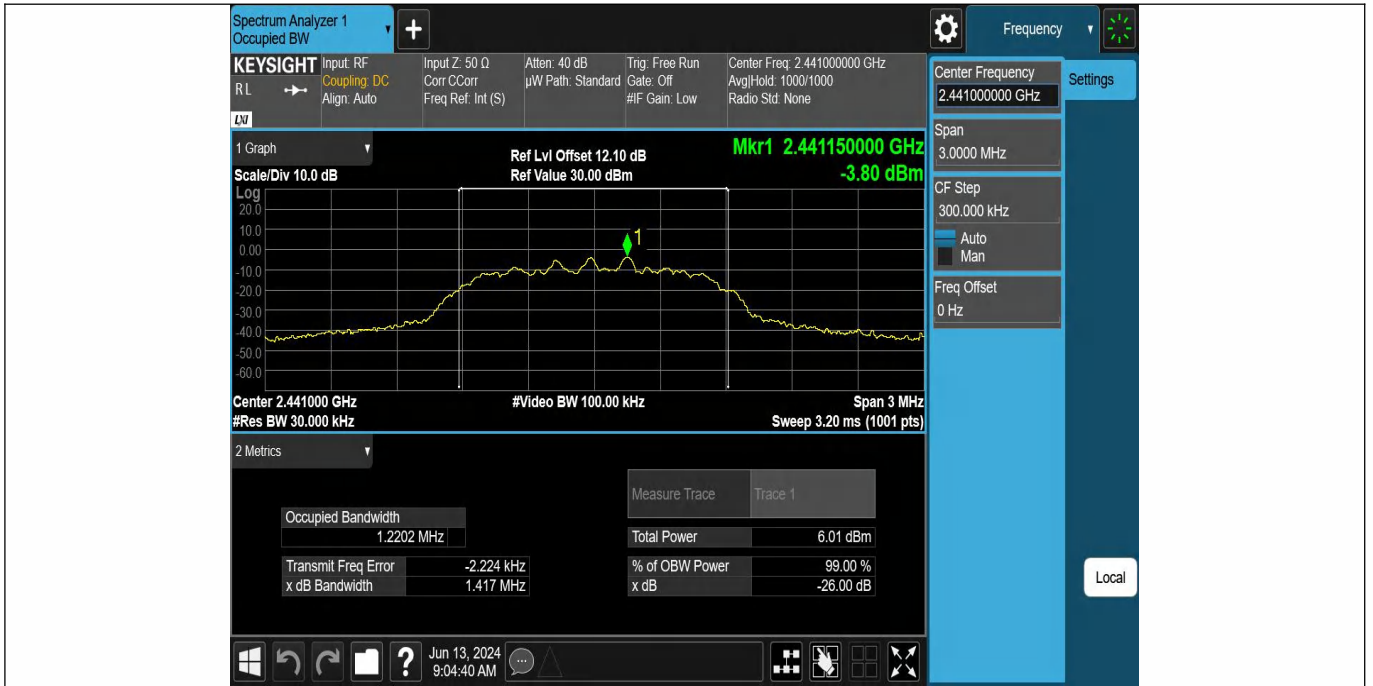 Spectrum Analyzer 1
Occupied BW
+
Frequency
KEYSIGHT
RL
LXI
Input: RF
Coupling: DC
Align: Auto
Input Z: 50 Ω
Corr CCorr
Freq Ref: Int (S)
Atten: 40 dB
µW Path: Standard
Trig: Free Run
Gate: Off
#IF Gain: Low
Center Freq: 2.441000000 GHz
Avg|Hold: 1000/1000
Radio Std: None
Center Frequency
2.441000000 GHz
Settings
Span
3.0000 MHz
CF Step
300.000 kHz
Auto
Man
Freq Offset
0 Hz
Local
1 Graph
Scale/Div 10.0 dB
Ref Lvl Offset 12.10 dB
Ref Value 30.00 dBm
Mkr1 2.441150000 GHz
-3.80 dBm
Log
20.0
10.0
0.00
-10.0
-20.0
-30.0
-40.0
-50.0
-60.0
1
Center 2.441000 GHz
#Video BW 100.00 kHz
Span 3 MHz
#Res BW 30.000 kHz
Sweep 3.20 ms (1001 pts)
2 Metrics
Measure Trace Trace 1
Occupied Bandwidth
1.2202 MHz
Total Power 6.01 dBm
Transmit Freq Error -2.224 kHz
% of OBW Power 99.00 %
x dB Bandwidth 1.417 MHz
x dB -26.00 dB
?
Jun 13, 2024
9:04:40 AM